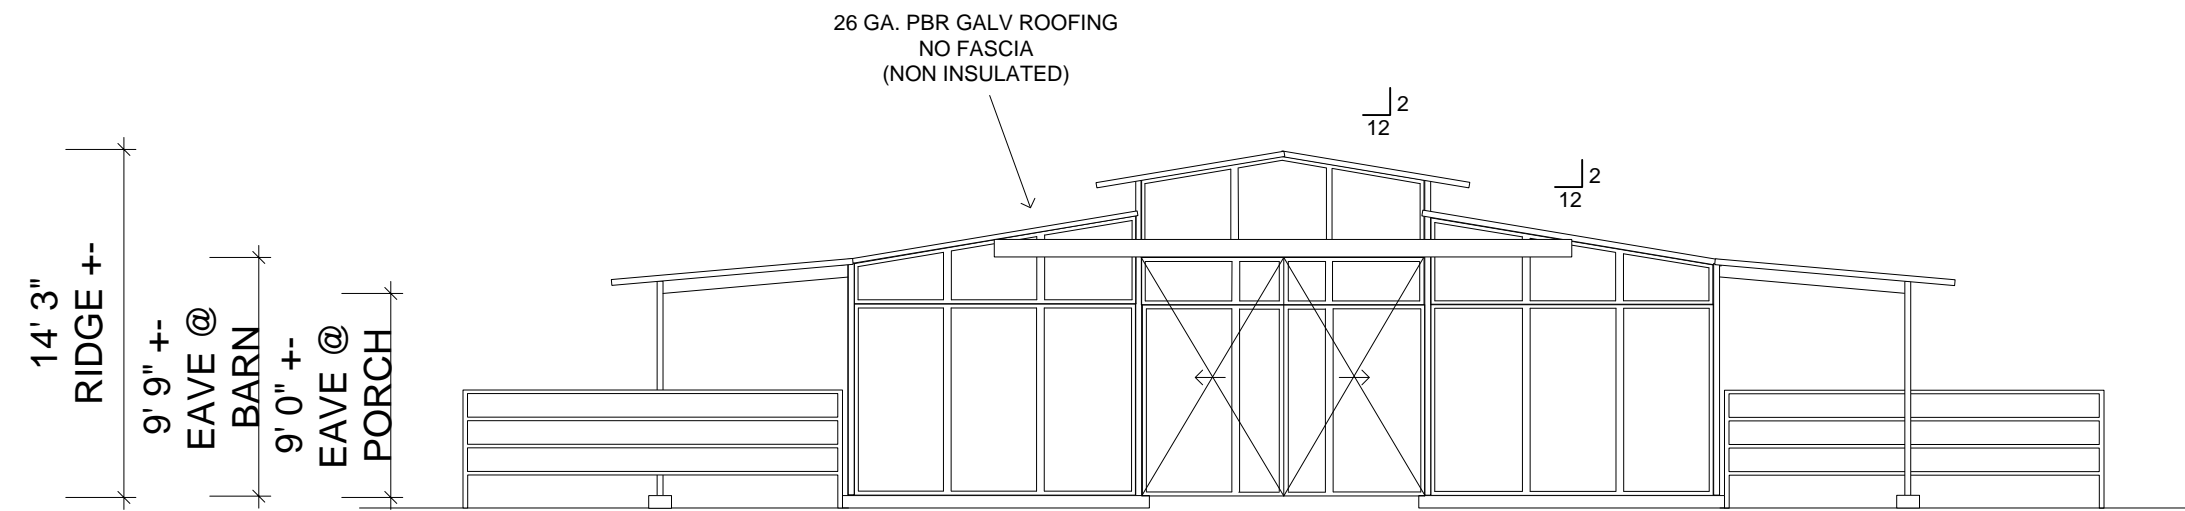 26 GA. PBR GALV ROOFING
NO FASCIA
(NON INSULATED)
2
12
2
12
14' 3"
RIDGE +-
9' 9" +-
EAVE @
BARN
9' 0" +-
EAVE @
PORCH